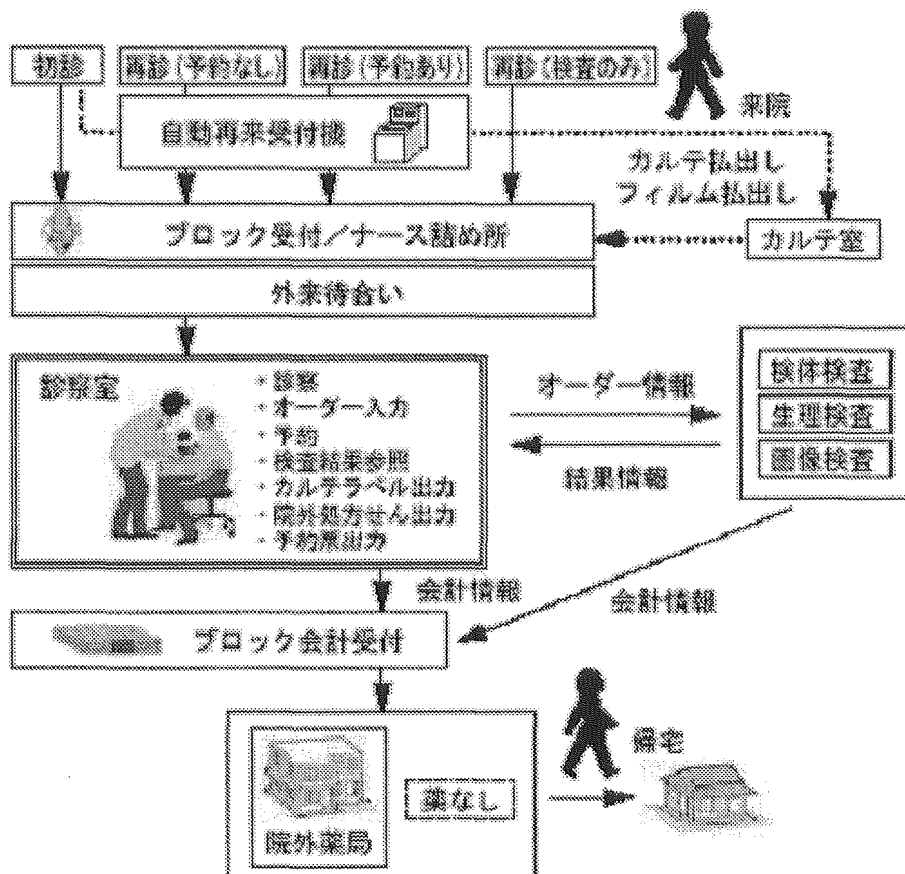 初診
再診(予約なし)
再診(予約あり)
再診(検査のみ)
来院
自動再来受付機
カルテ払出し
フィルム払出し
ブロック受付/ナース詰め所
カルテ室
外来待合い
診察室
・診察
・オーダー入力
・予約
・検査結果参照
・カルテラベル出力
・院外処方せん出力
・予約票出力
オーダー情報
結果情報
検体検査
生理検査
画像検査
会計情報
会計情報
ブロック会計受付
院外薬局
薬なし
帰宅